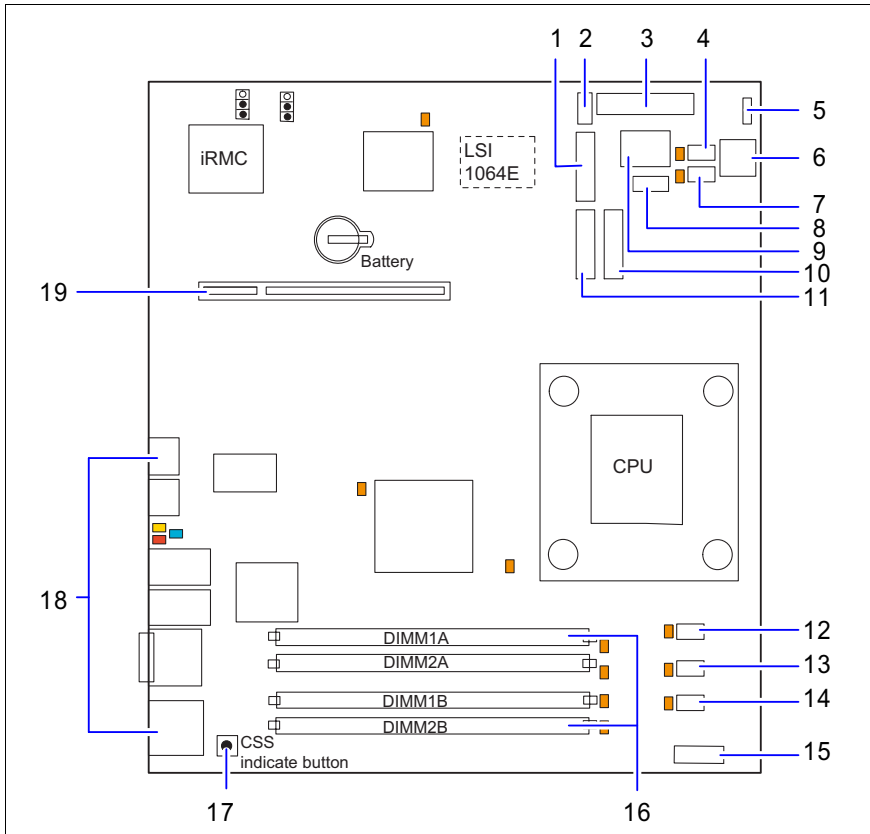 1 2 3 4
5
6
7
8
9
10
11
iRMC
LSI
1064E
Battery
19
CPU
18
12
13
14
15
DIMM1A
DIMM2A
DIMM1B
DIMM2B
CSS
indicate button
17
16